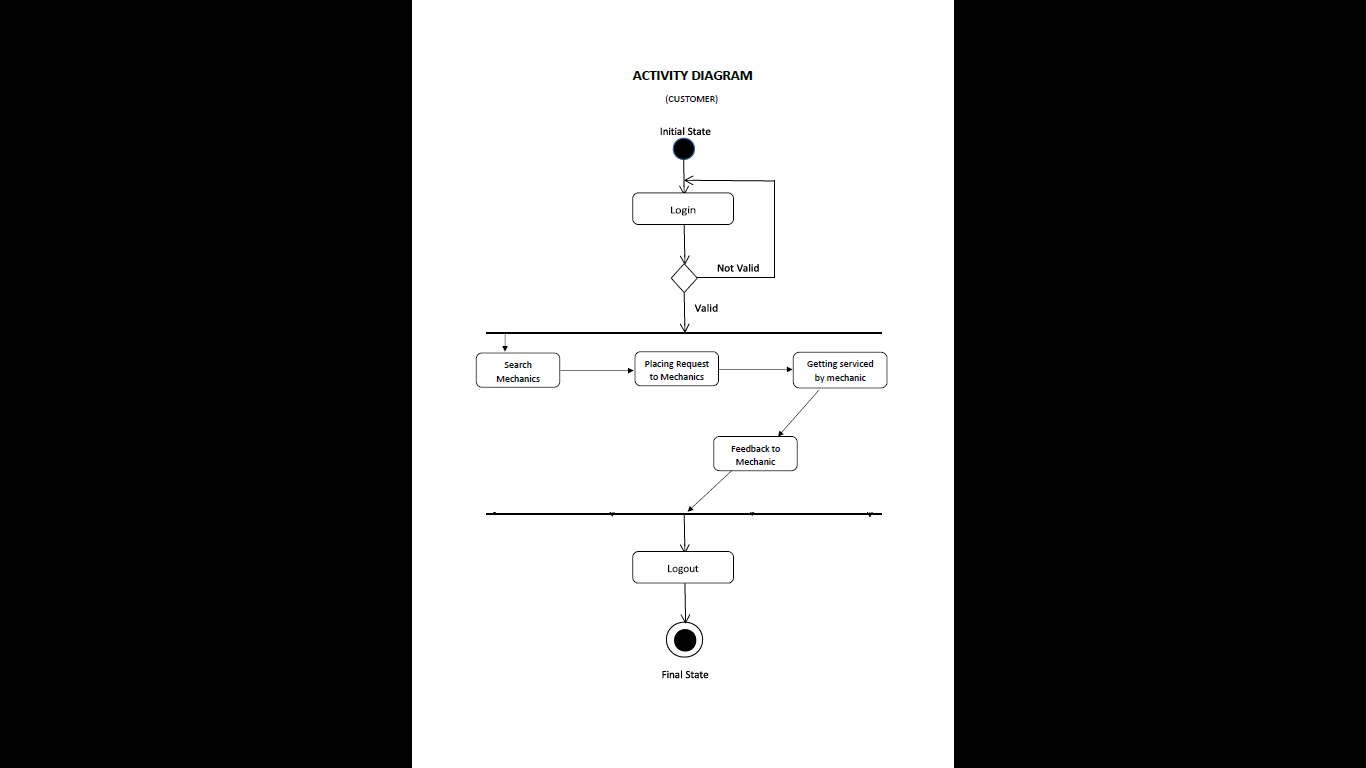 ACTIVITY DIAGRAM
(CUSTOMER)
Initial State
Login
Not Valid
Valid
Search
Mechanics
Placing Request
to Mechanics
Getting serviced
by mechanic
Feedback to
Mechanic
Logout
Final State